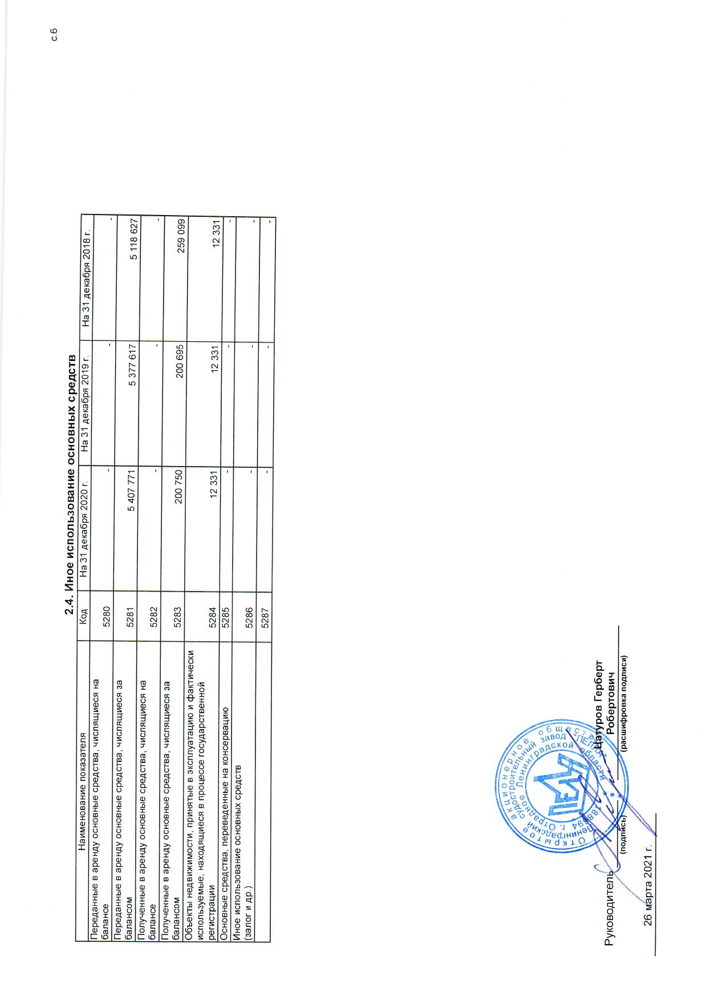 с.6
2.4. Иное использование основных средств
Наименование показателя Код На 31 декабря 2020 г. На 31 декабря 2019 г. На 31 декабря 2018 г.
Переданные в аренду основные средства, числящиеся на
балансе 5280 - - -
Переданные в аренду основные средства, числящиеся за
балансом 5281 5 407 771 5 377 617 5 118 627
Полученные в аренду основные средства, числящиеся на
балансе 5282 - - -
Полученные в аренду основные средства, числящиеся за
балансом 5283 200 750 200 695 259 099
Объекты недвижимости, принятые в эксплуатацию и фактически
используемые, находящиеся в процессе государственной
регистрации 5284 12 331 12 331 12 331
Основные средства, переведенные на консервацию 5285 - - -
Иное использование основных средств
(залог и др.) 5286 - - -
5287 - - -
Открытое акционерное общество
Ленинградский судостроительный завод "ПЕЛЛА"
г. Отрадное Ленинградской области
ПЕЛЛА
Руководитель
Цатуров Герберт
Робертович
(подпись) (расшифровка подписи)
26 марта 2021 г.